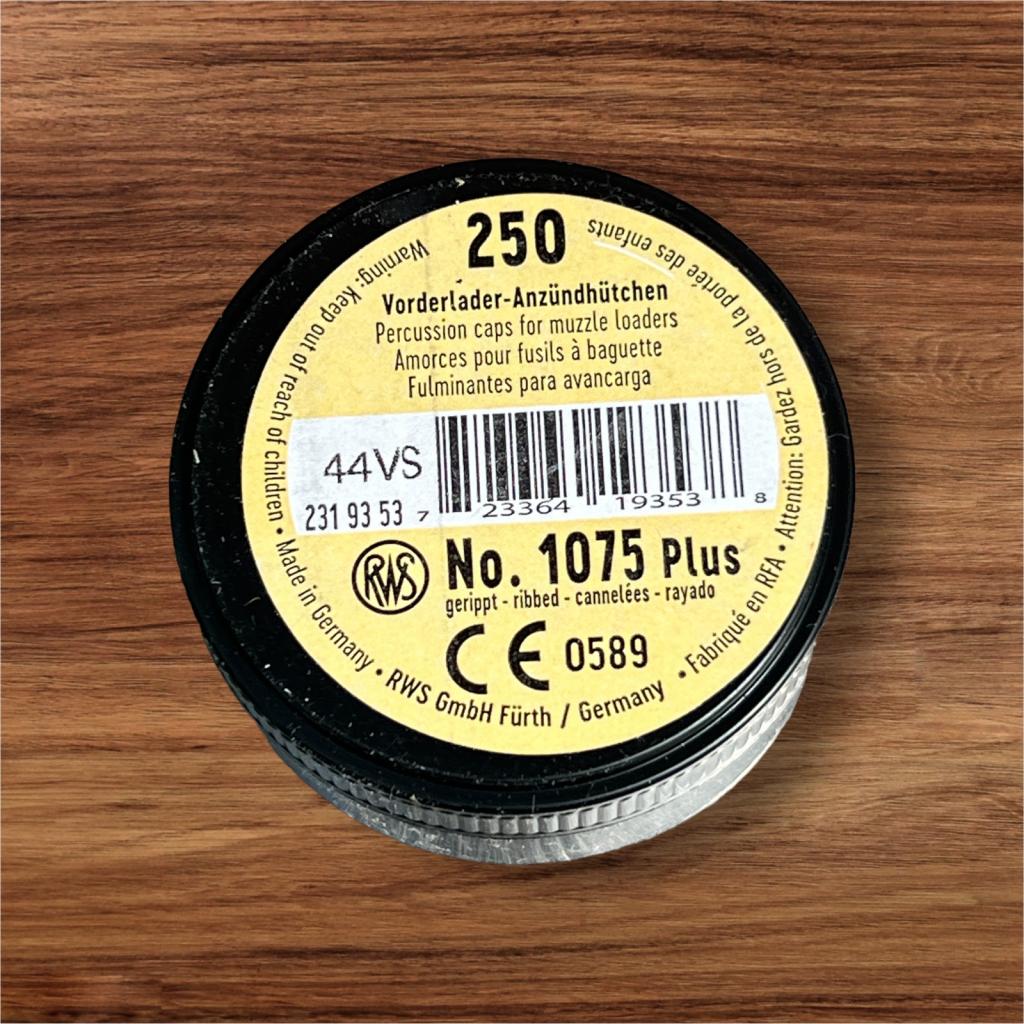 250
Vorderlader-Anzündhütchen
Percussion caps for muzzle loaders
Amorces pour fusils à baguette
Fulminantes para avancarga
44VS
231 93 53
7 23364 19353 8
RWS
No. 1075 Plus
gerippt - ribbed - cannelées - rayado
CE 0589
Warning: Keep out of reach of children • Made in Germany • RWS GmbH Fürth / Germany • Fabriqué en RFA • Attention: Gardez hors de la portée des enfants